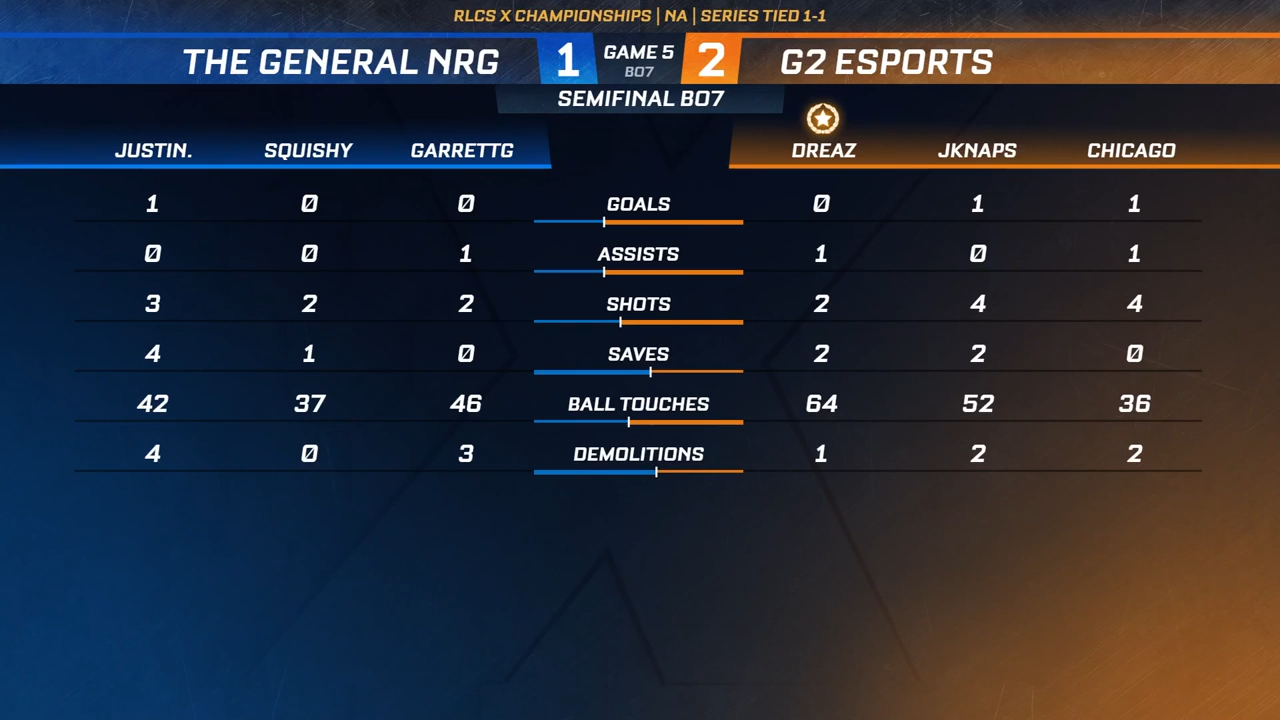 RLCS X CHAMPIONSHIPS | NA | SERIES TIED 1-1
THE GENERAL NRG 1 GAME 5 2 G2 ESPORTS
BO7
SEMIFINAL BO7
JUSTIN. SQUISHY GARRETTG DREAZ JKNAPS CHICAGO
1 0 0 GOALS 0 1 1
0 0 1 ASSISTS 1 0 1
3 2 2 SHOTS 2 4 4
4 1 0 SAVES 2 2 0
42 37 46 BALL TOUCHES 64 52 36
4 0 3 DEMOLITIONS 1 2 2